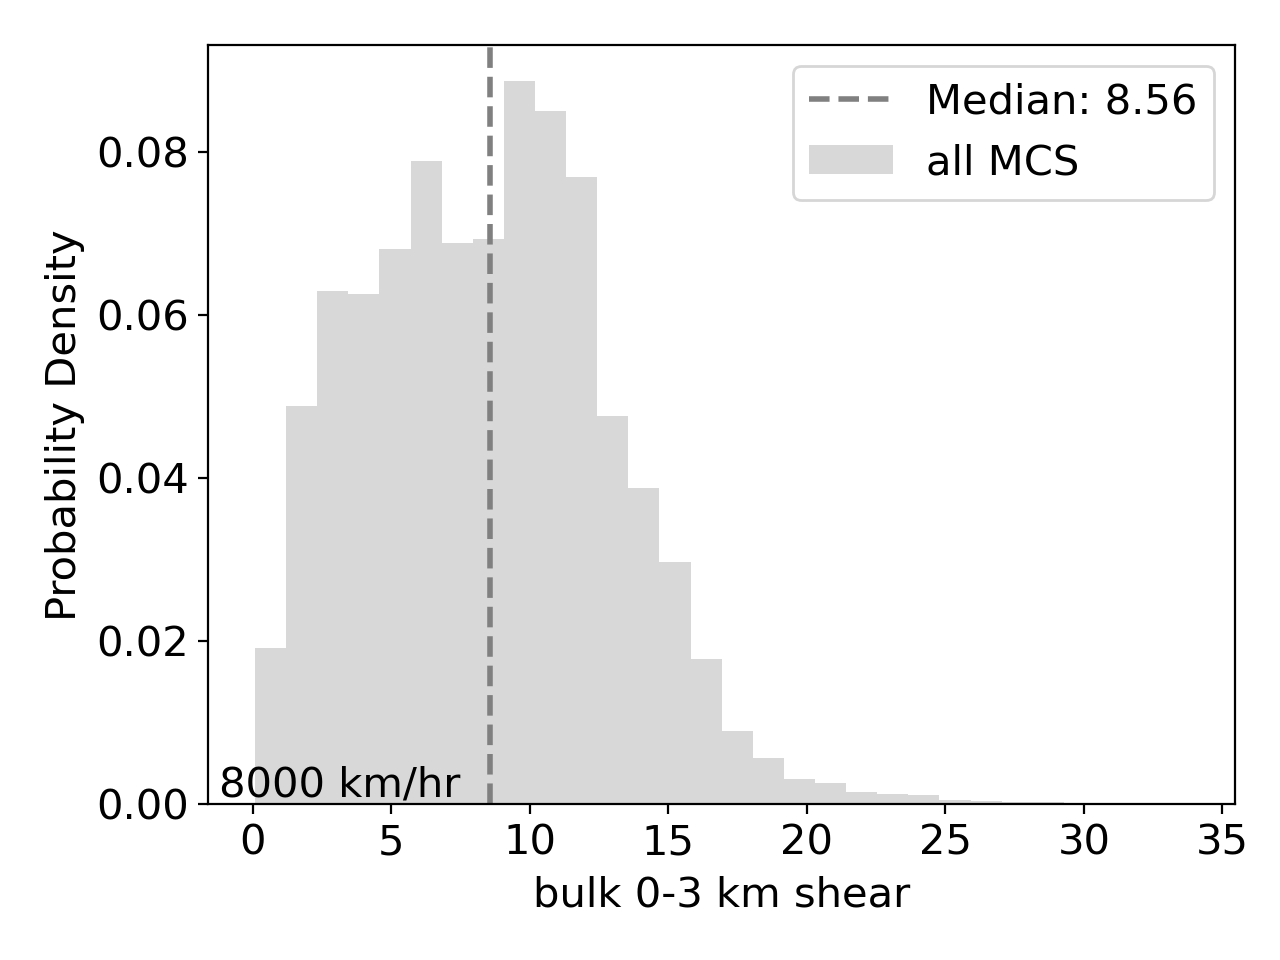 Median: 8.56
all MCS
0.08
0.06
0.04
0.02
0.00
Probability Density
8000 km/hr
0 5 10 15 20 25 30 35
bulk 0-3 km shear